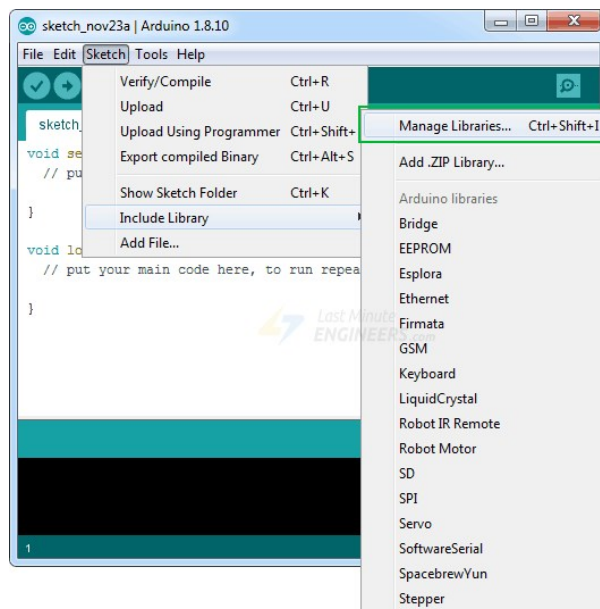 sketch_nov23a | Arduino 1.8.10
File Edit Sketch Tools Help
Verify/Compile Ctrl+R
Upload Ctrl+U
Upload Using Programmer Ctrl+Shift+
Export compiled Binary Ctrl+Alt+S
Show Sketch Folder Ctrl+K
Include Library
Add File...
Manage Libraries... Ctrl+Shift+I
Add .ZIP Library...
Arduino libraries
Bridge
EEPROM
Esplora
Ethernet
Firmata
GSM
Keyboard
LiquidCrystal
Robot IR Remote
Robot Motor
SD
SPI
Servo
SoftwareSerial
SpacebrewYun
Stepper
sketch_
void se
// pu
}
void lo
// put your main code here, to run repea
}
Last Minute
ENGINEERS.com
1